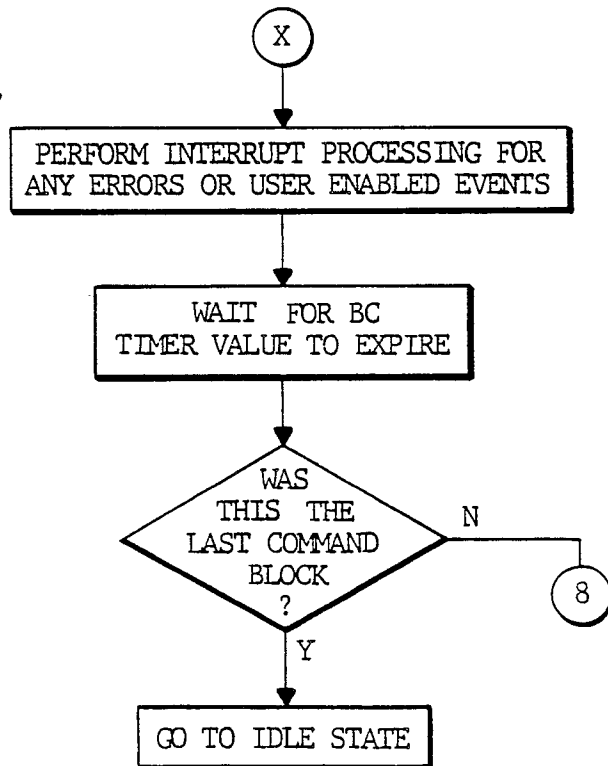 X
PERFORM INTERRUPT PROCESSING FOR
ANY ERRORS OR USER ENABLED EVENTS
WAIT FOR BC
TIMER VALUE TO EXPIRE
WAS
THIS THE
LAST COMMAND
BLOCK
?
N
8
Y
GO TO IDLE STATE